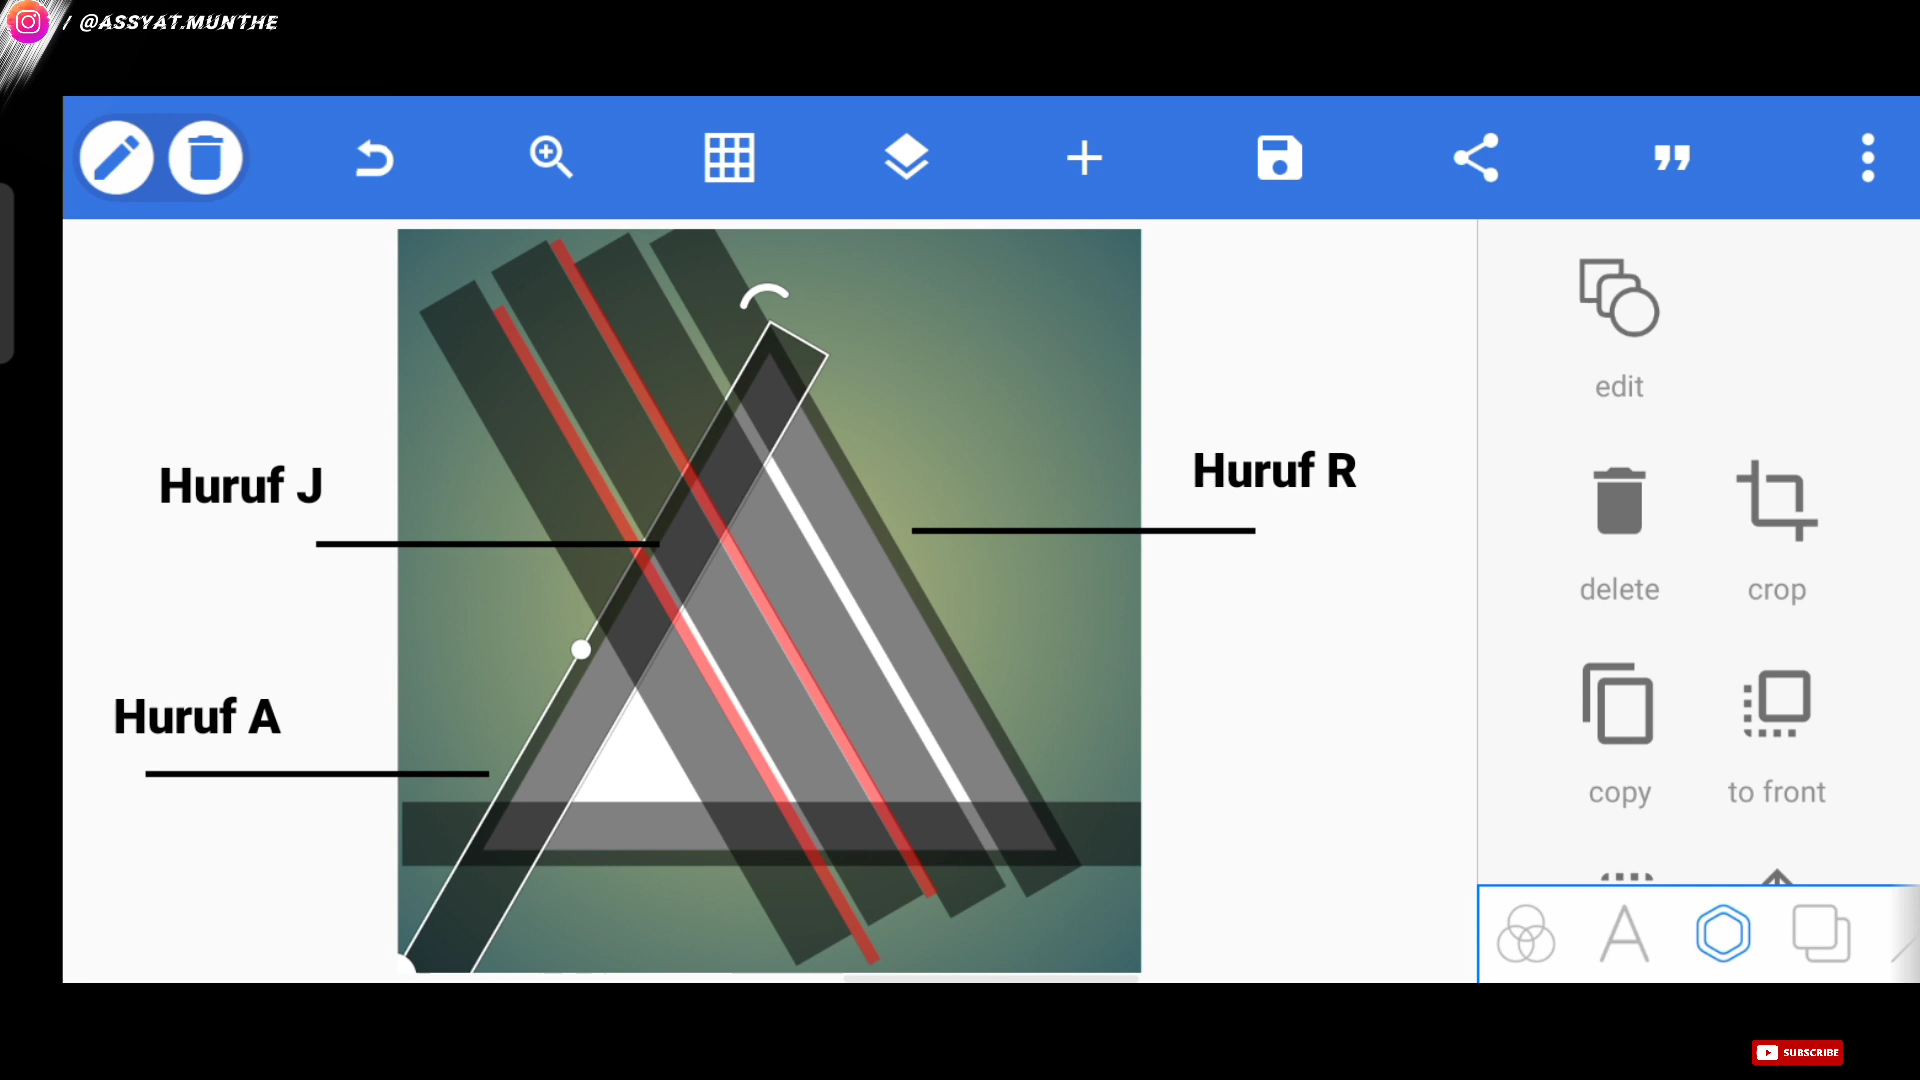 / @ASSYAT.MUNTHE
Huruf J
Huruf R
Huruf A
edit
delete
crop
copy
to front
SUBSCRIBE